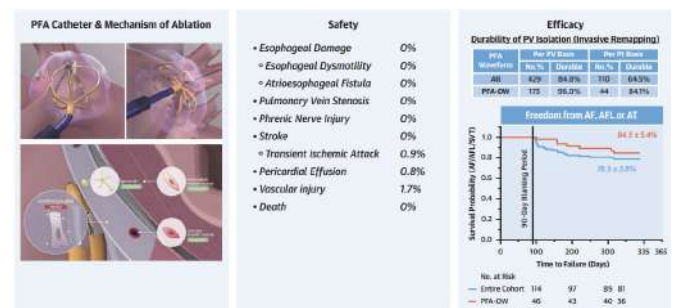 PFA Catheter & Mechanism of Ablation
Safety
• Esophageal Damage 0%
◦ Esophageal Dysmotility 0%
◦ Atrioesophageal Fistula 0%
• Pulmonary Vein Stenosis 0%
• Phrenic Nerve Injury 0%
• Stroke 0%
◦ Transient Ischemic Attack 0.9%
• Pericardial Effusion 0.8%
• Vascular injury 1.7%
• Death 0%
Efficacy
Durability of PV Isolation (Invasive Remapping)
PFA Waveform Per PV Basis Per Pt Basis
No. % Durable No. % Durable
All 429 84.8% 110 64.5%
PFA-OW 173 96.0% 44 84.1%
Freedom from AF, AFL or AT
Survival Probability (AF/AFL/SVT)
1.0
0.8
0.6
0.4
0.2
0.0
90-Day Blanking Period
84.5 ± 5.4%
78.5 ± 3.8%
0 100 200 300 335 365
Time to Failure (Days)
No. at Risk
Entire Cohort 114 97 89 81
PFA-OW 46 43 40 36